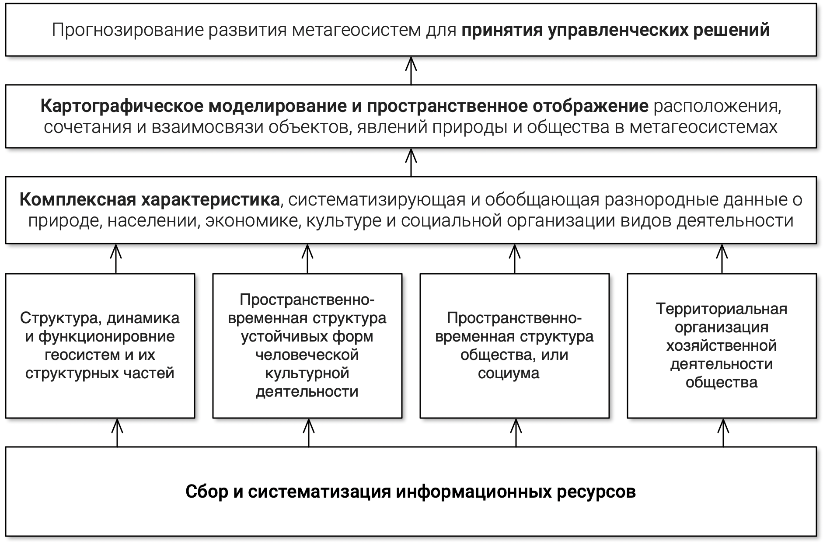 Прогнозирование развития метагеосистем для принятия управленческих решений
Картографическое моделирование и пространственное отображение расположения,
сочетания и взаимосвязи объектов, явлений природы и общества в метагеосистемах
Комплексная характеристика, систематизирующая и обобщающая разнородные данные о
природе, населении, экономике, культуре и социальной организации видов деятельности
Структура, динамика
и функционировние
геосистем и их
структурных частей
Пространственно-
временная структура
устойчивых форм
человеческой
культурной
деятельности
Пространственно-
временная структура
общества, или
социума
Территориальная
организация
хозяйственной
деятельности
общества
Сбор и систематизация информационных ресурсов